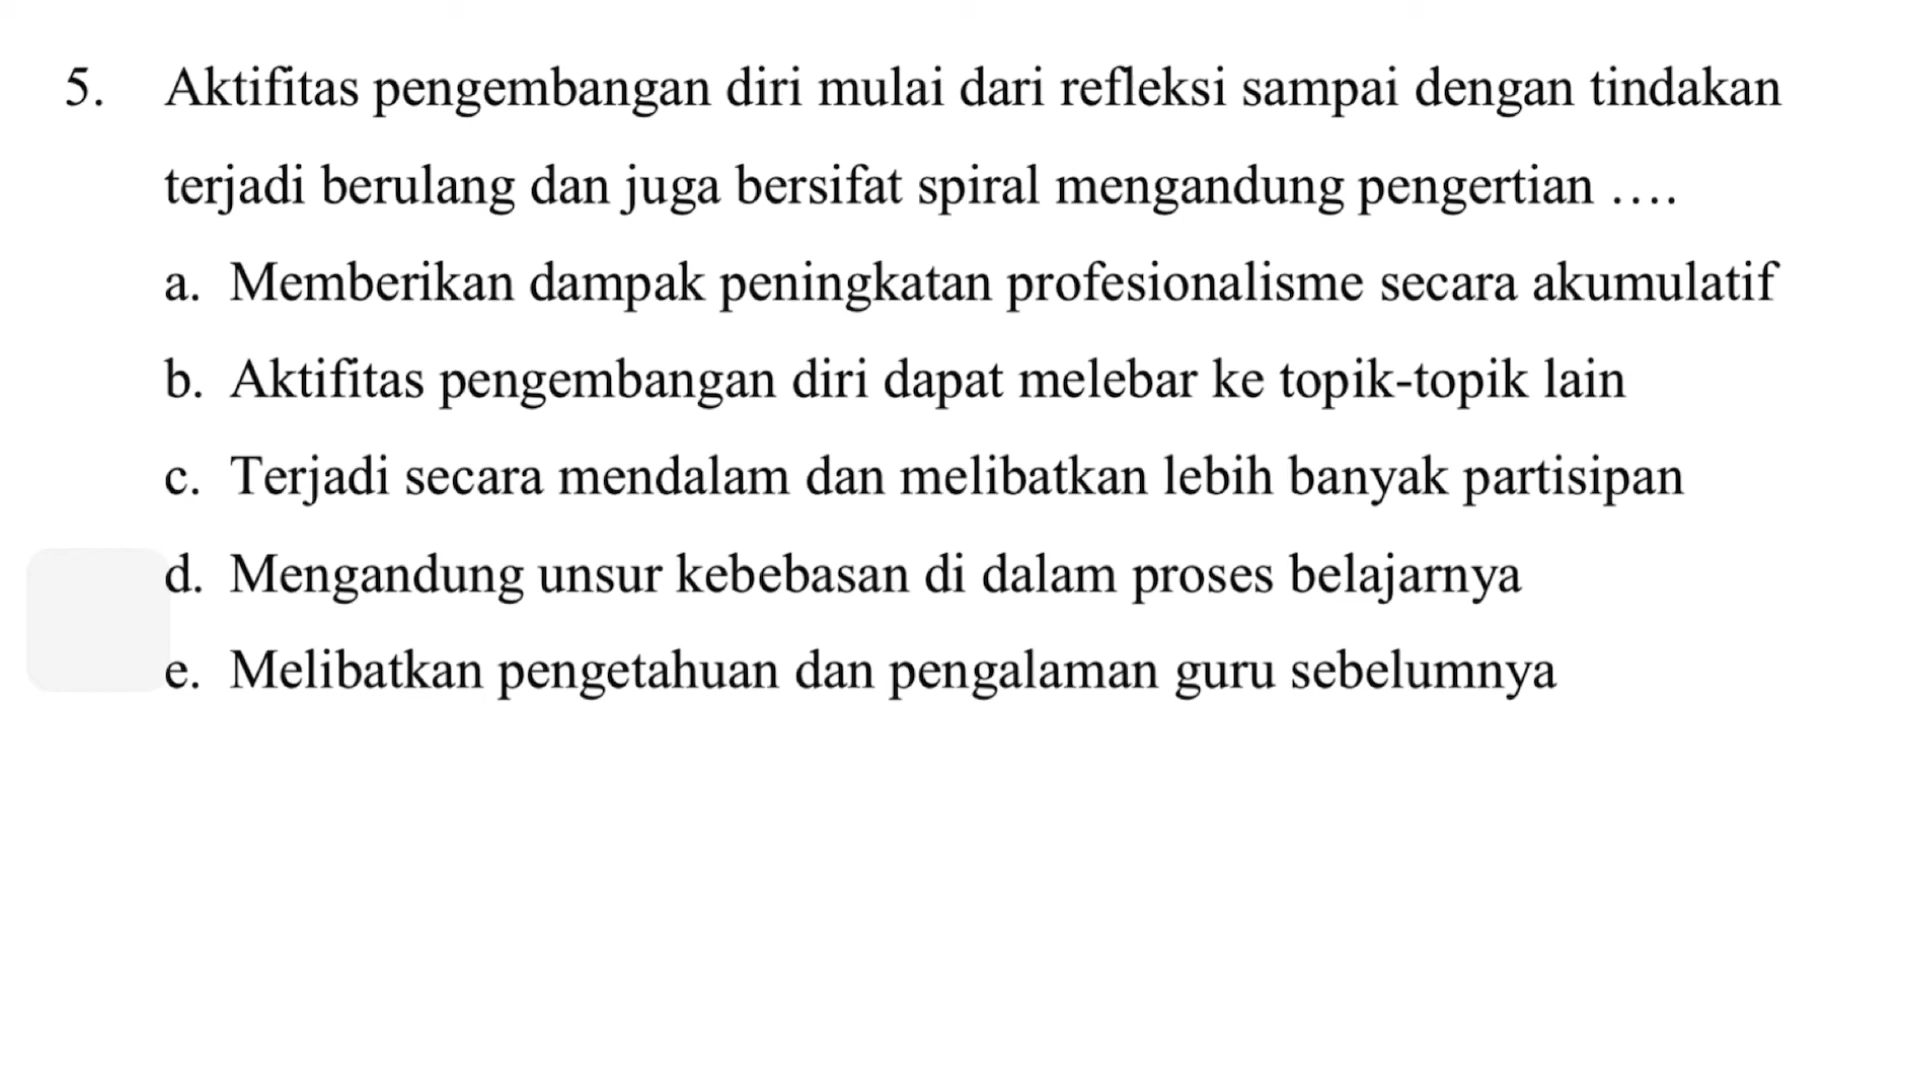 5. Aktifitas pengembangan diri mulai dari refleksi sampai dengan tindakan
terjadi berulang dan juga bersifat spiral mengandung pengertian ….
a. Memberikan dampak peningkatan profesionalisme secara akumulatif
b. Aktifitas pengembangan diri dapat melebar ke topik-topik lain
c. Terjadi secara mendalam dan melibatkan lebih banyak partisipan
d. Mengandung unsur kebebasan di dalam proses belajarnya
e. Melibatkan pengetahuan dan pengalaman guru sebelumnya